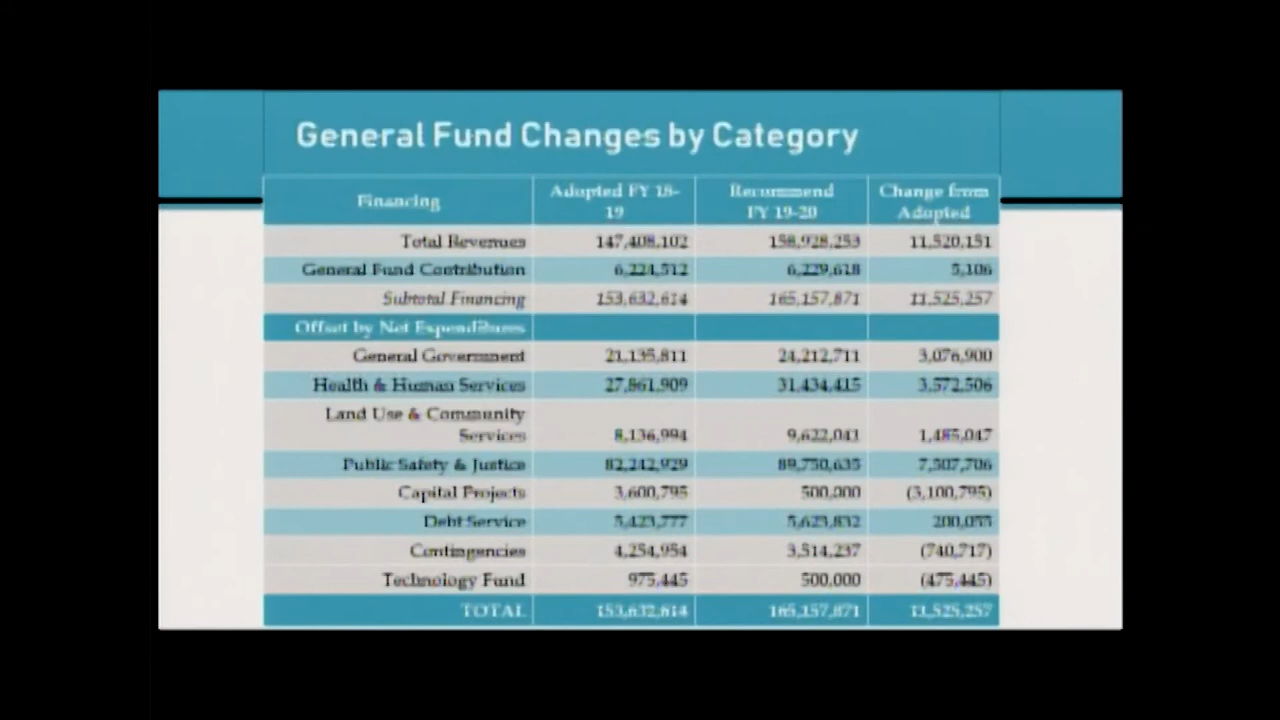 General Fund Changes by Category
Financing Adopted FY 18-19 Recommend FY 19-20 Change from Adopted
Total Revenues 147,408,102 158,928,253 11,520,151
General Fund Contribution 6,224,512 6,229,618 5,106
Subtotal Financing 153,632,614 165,157,871 11,525,257
Offset by Net Expenditures
General Government 21,135,811 24,212,711 3,076,900
Health & Human Services 27,861,909 31,434,415 3,572,506
Land Use & Community
Services 8,136,994 9,622,041 1,485,047
Public Safety & Justice 82,242,929 89,750,635 7,507,706
Capital Projects 3,600,795 500,000 (3,100,795)
Debt Service 5,423,777 5,623,832 200,055
Contingencies 4,254,954 3,514,237 (740,717)
Technology Fund 975,445 500,000 (475,445)
TOTAL 153,632,614 165,157,871 11,525,257